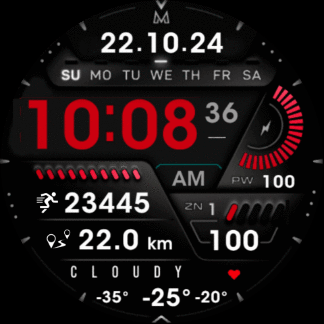 22.10.24
SU MO TU WE TH FR SA
10:08 36
AM
PW 100
23445
ZN 1
22.0 km
100
CLOUDY
-35° -25° -20°